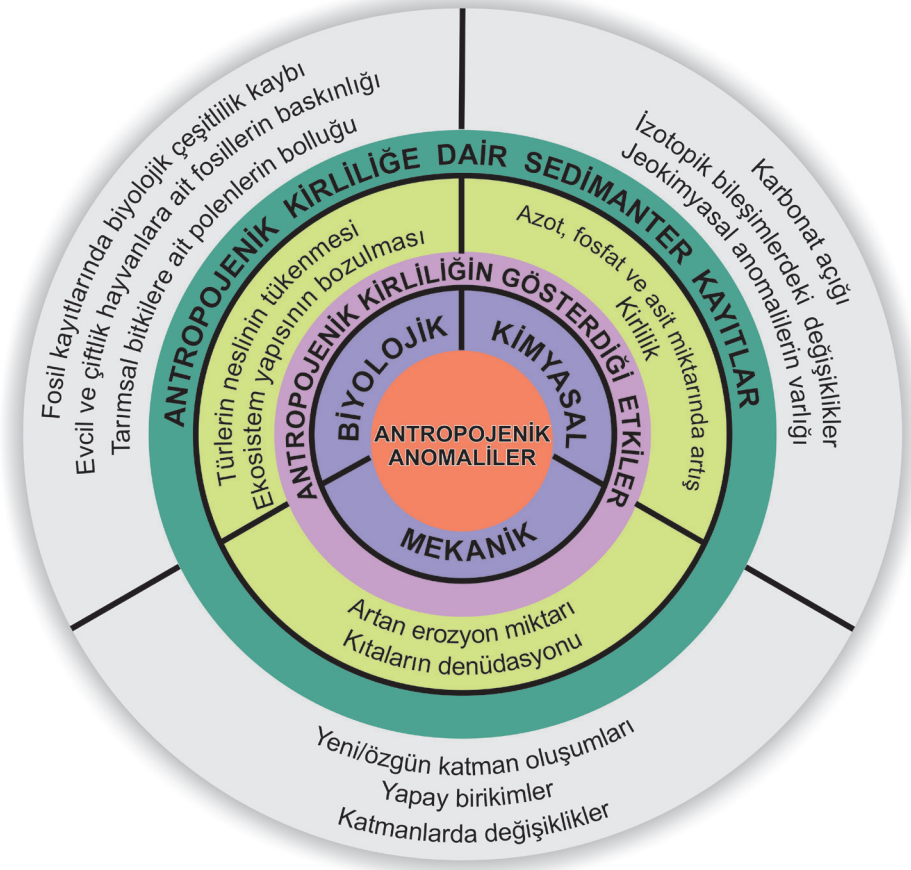 ANTROPOJENİK
ANOMALİLER
BİYOLOJİK
KİMYASAL
MEKANİK
ANTROPOJENİK KİRLİLİĞİN GÖSTERDİĞİ ETKİLER
Türlerin neslinin tükenmesi
Ekosistem yapısının bozulması
Azot, fosfat ve asit miktarında artış
Kirlilik
Artan erozyon miktarı
Kıtaların denüdasyonu
ANTROPOJENİK KİRLİLİĞE DAİR SEDİMANTER KAYITLAR
Fosil kayıtlarında biyolojik çeşitlilik kaybı
Evcil ve çiftlik hayvanlara ait fosillerin baskınlığı
Tarımsal bitkilere ait polenlerin bolluğu
Karbonat açığı
İzotopik bileşimlerdeki değişiklikler
Jeokimyasal anomalilerin varlığı
Yeni/özgün katman oluşumları
Yapay birikimler
Katmanlarda değişiklikler